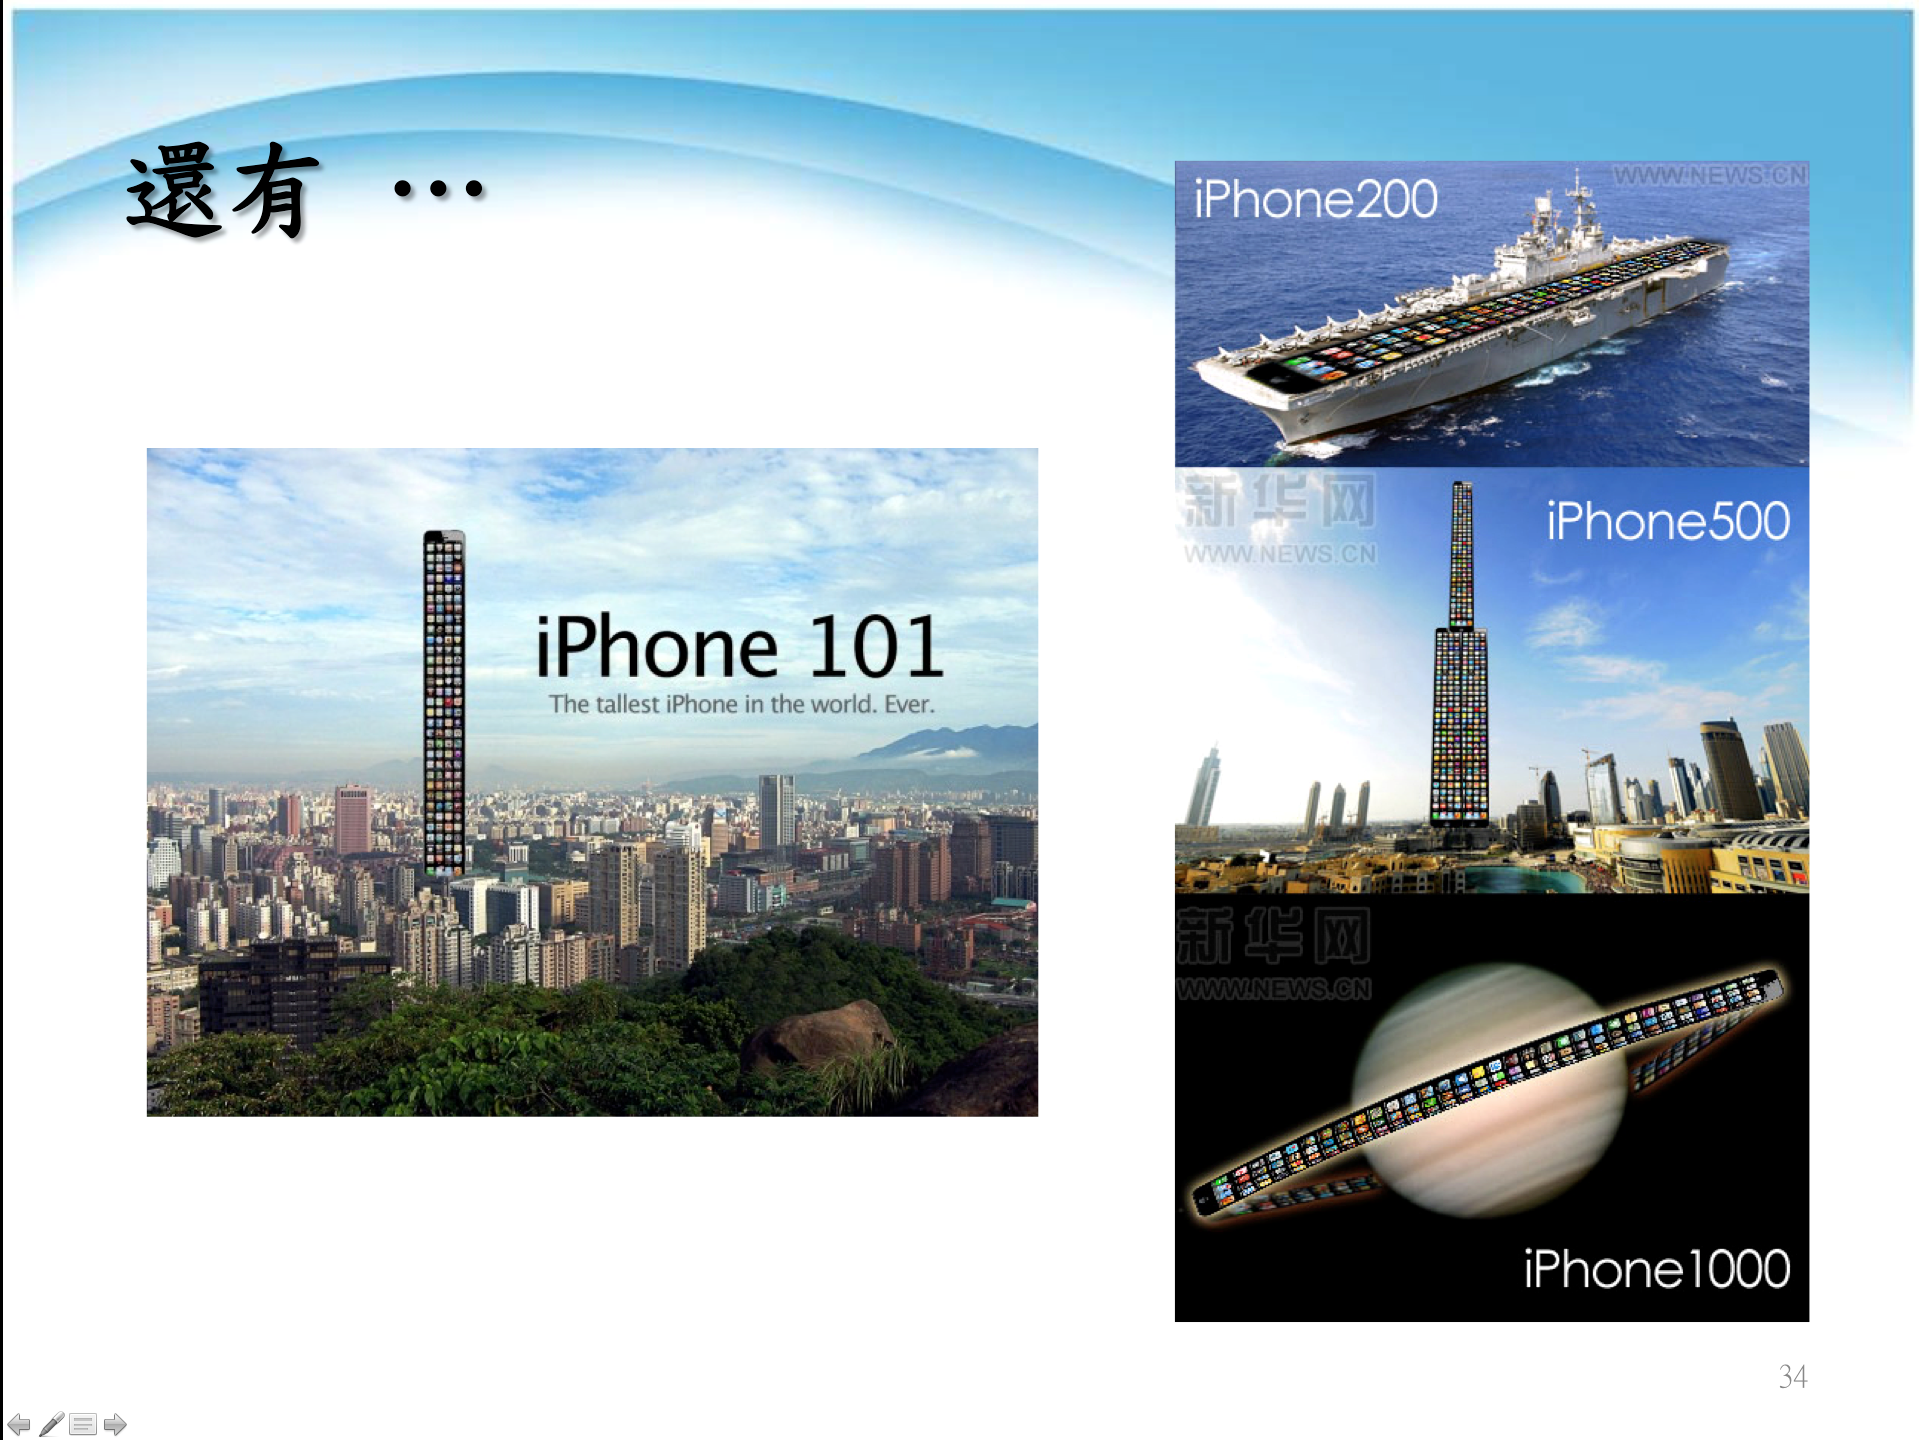 還有 …
iPhone 101
The tallest iPhone in the world. Ever.
iPhone200
WWW.NEWS.CN
新华网
WWW.NEWS.CN
iPhone500
新华网
WWW.NEWS.CN
iPhone1000
34